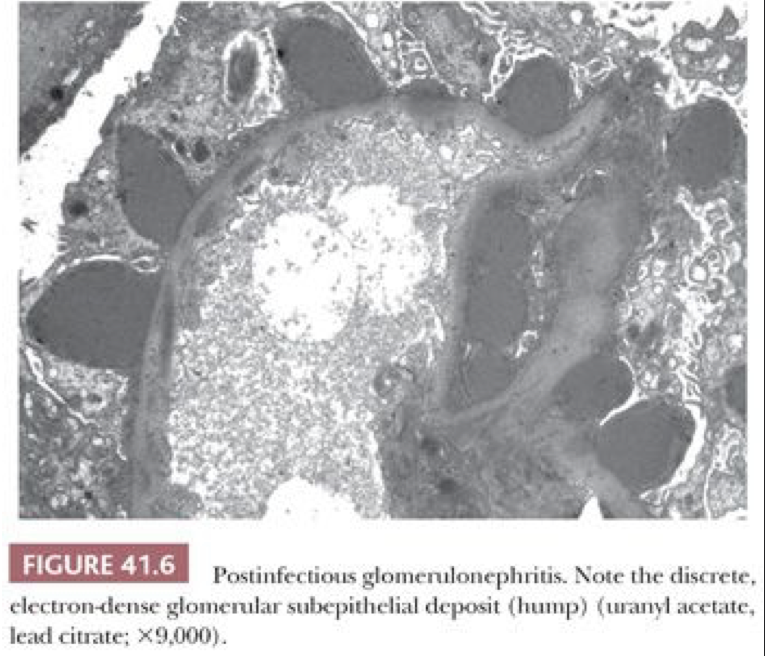 FIGURE 41.6 Postinfectious glomerulonephritis. Note the discrete,
electron-dense glomerular subepithelial deposit (hump) (uranyl acetate,
lead citrate; ×9,000).